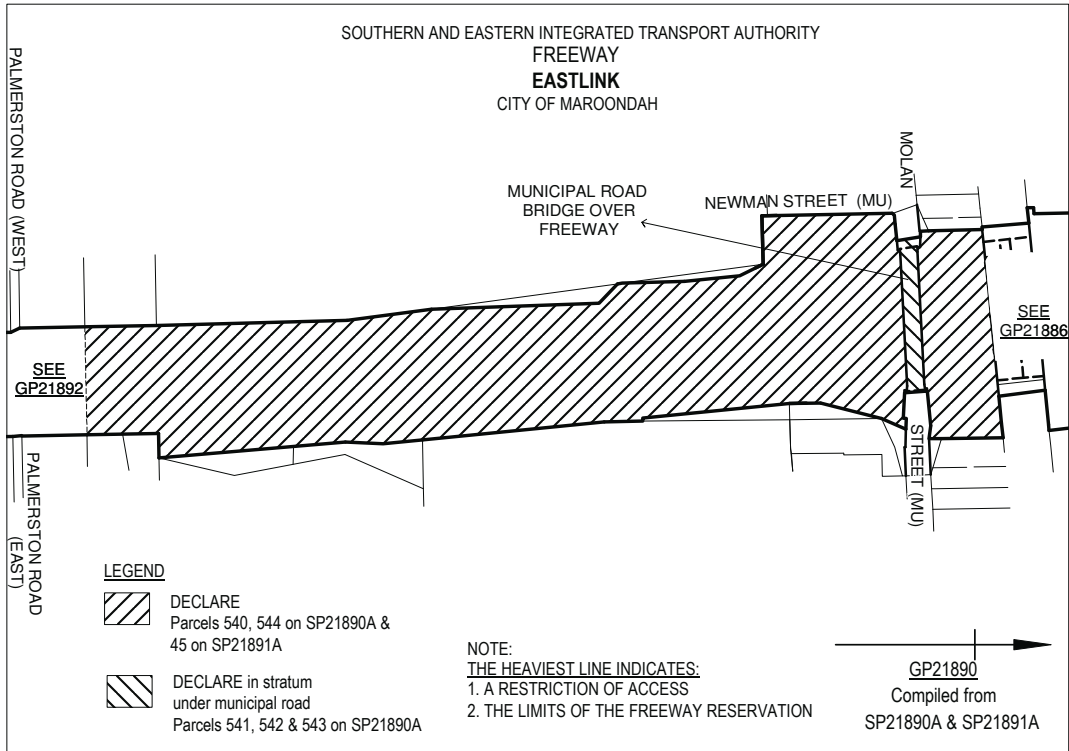 SOUTHERN AND EASTERN INTEGRATED TRANSPORT AUTHORITY
FREEWAY
EASTLINK
CITY OF MAROONDAH
PALMERSTON ROAD (WEST)
MOLAN
MUNICIPAL ROAD
BRIDGE OVER
FREEWAY
NEWMAN STREET (MU)
SEE
GP21892
SEE
GP21886
PALMERSTON ROAD
(EAST)
STREET (MU)
LEGEND
DECLARE
Parcels 540, 544 on SP21890A &
45 on SP21891A
DECLARE in stratum
under municipal road
Parcels 541, 542 & 543 on SP21890A
NOTE:
THE HEAVIEST LINE INDICATES:
1. A RESTRICTION OF ACCESS
2. THE LIMITS OF THE FREEWAY RESERVATION
GP21890
Compiled from
SP21890A & SP21891A